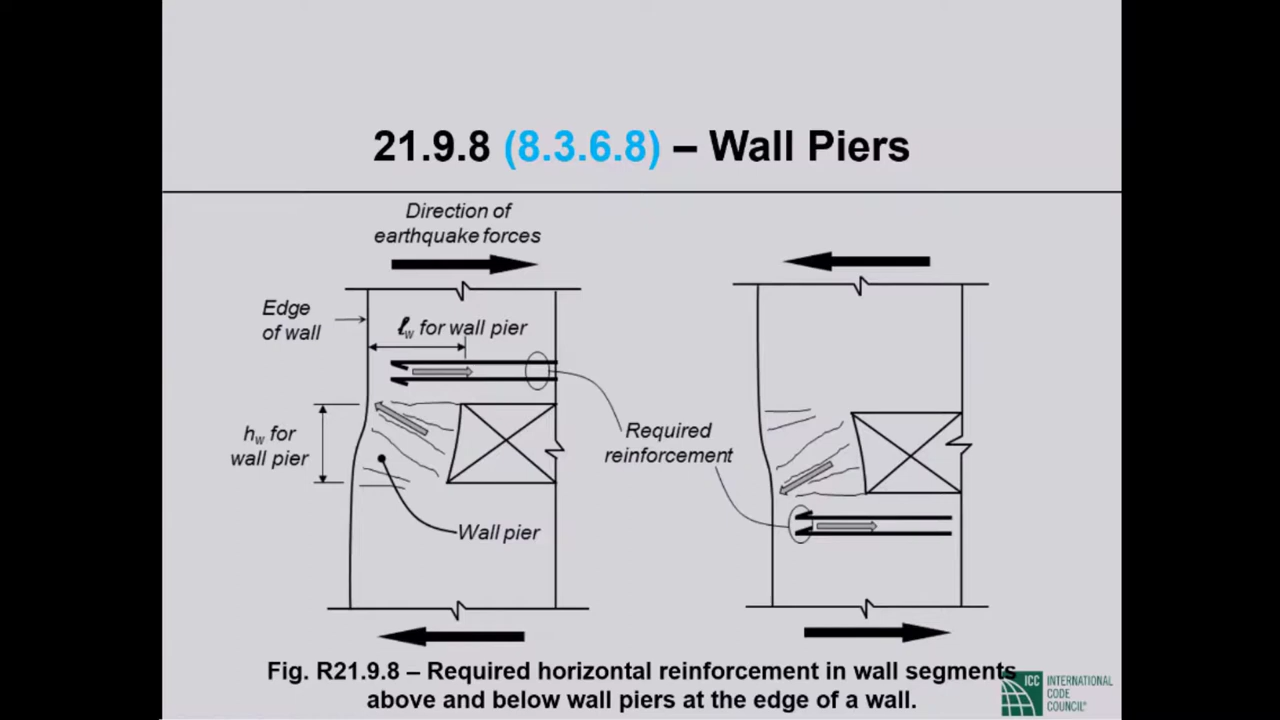 21.9.8 (8.3.6.8) – Wall Piers
Direction of
earthquake forces
Edge
of wall
ℓw for wall pier
hw for
wall pier
Required
reinforcement
Wall pier
Fig. R21.9.8 – Required horizontal reinforcement in wall segments
above and below wall piers at the edge of a wall.
ICC INTERNATIONAL
CODE
COUNCIL®